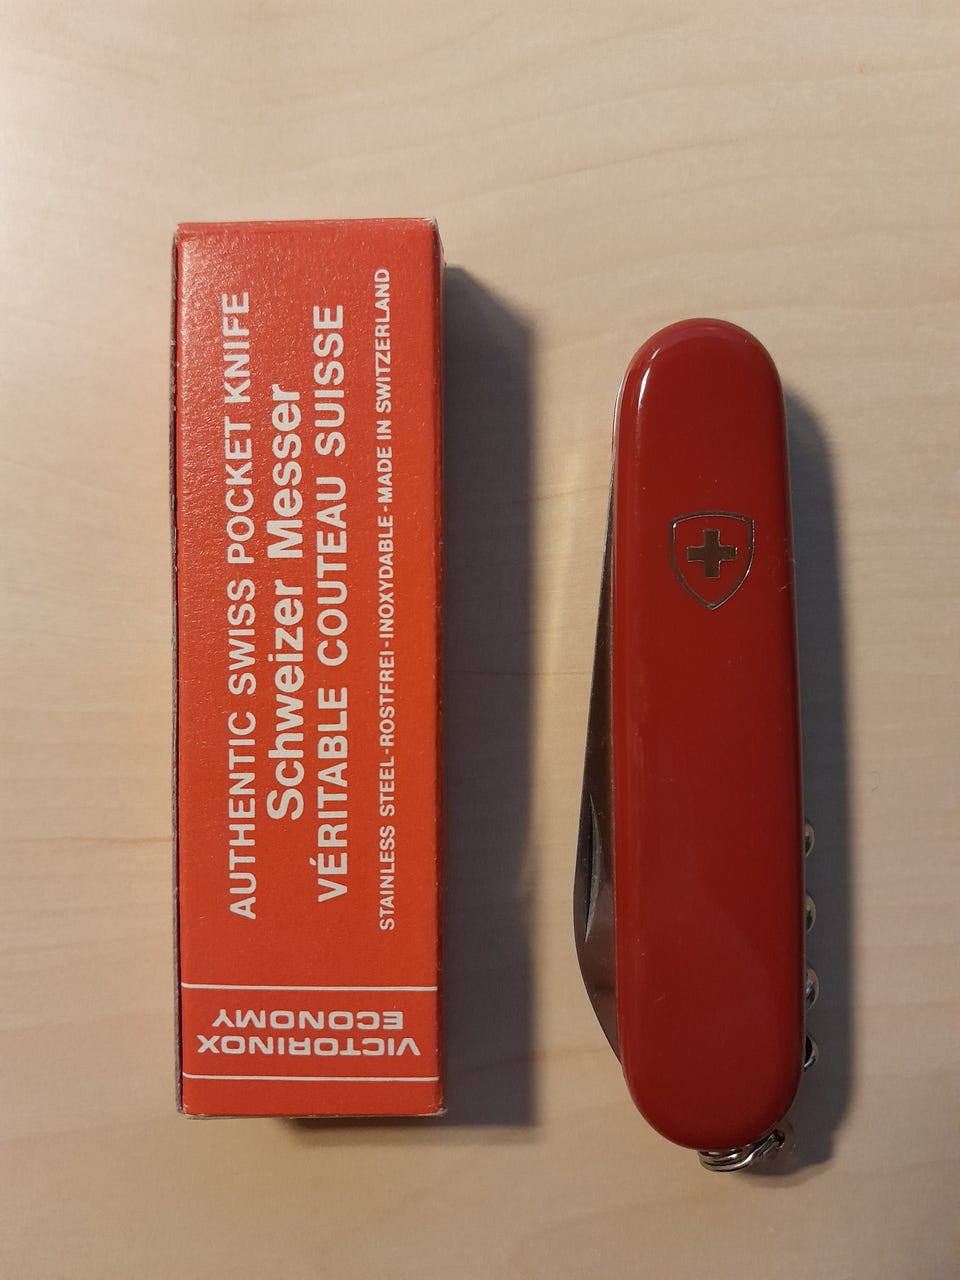 AUTHENTIC SWISS POCKET KNIFE
Schweizer Messer
VÉRITABLE COUTEAU SUISSE
STAINLESS STEEL-ROSTFREI-INOXYDABLE-MADE IN SWITZERLAND
VICTORINOX
ECONOMY